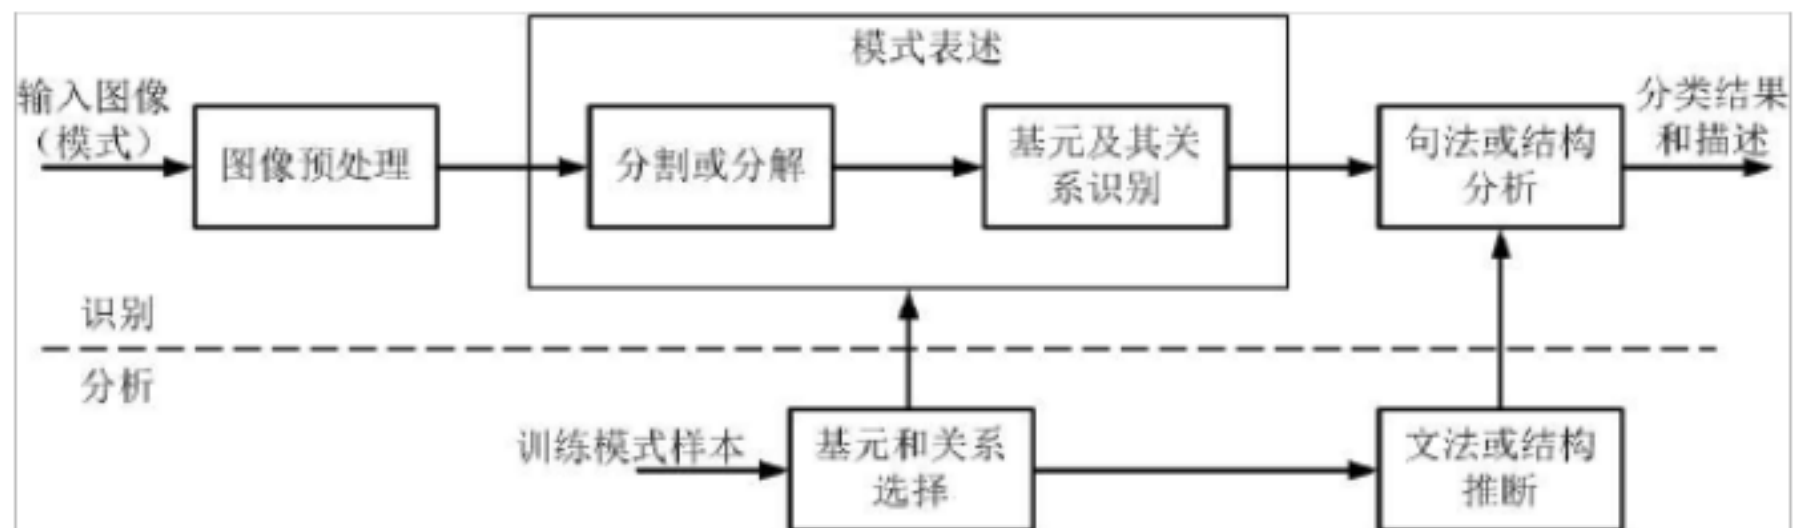 模式表述
输入图像
（模式）
图像预处理
分割或分解
基元及其关
系识别
句法或结构
分析
分类结果
和描述
识别
分析
训练模式样本
基元和关系
选择
文法或结构
推断